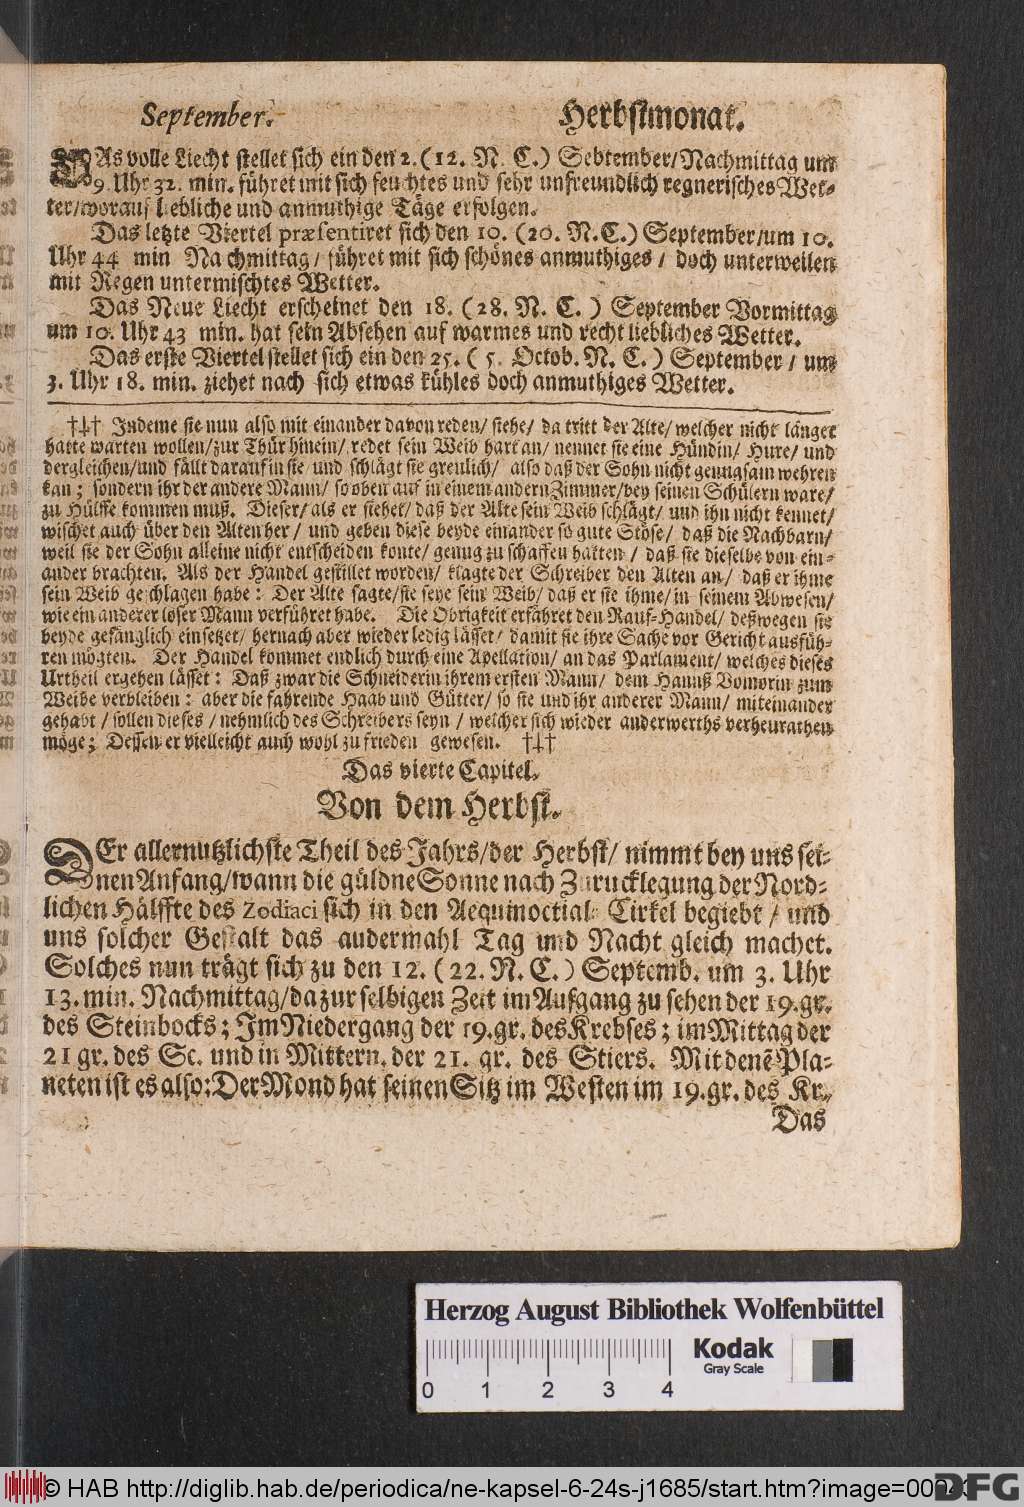 September. Herbstmonat.
DAs volle Liecht stellet sich ein den 2. (12. N. C.) Sebtember/Nachmittag um
9. Uhr 32. min. führet mit sich feuchtes und sehr unfreundlich regnerisches Wet-
ter/worauf liebliche und anmuthige Täge erfolgen.
Das letzte Viertel præsentiret sich den 10. (20. N.C.) September/um 10.
Uhr 44 min Nachmittag/ führet mit sich schönes anmuthiges/ doch unterweilen
mit Regen untermischtes Wetter.
Das Neue Liecht erscheinet den 18. (28. N. C. ) September Vormittag
um 10. Uhr 43 min. hat sein Absehen auf warmes und recht liebliches Wetter.
Das erste Viertel stellet sich ein den 25. ( 5. Octob. N. C. ) September/ um
3. Uhr 18. min. ziehet nach sich etwas kühles doch anmuthiges Wetter.
††† Indeme sie nun also mit einander davon reden/ siehe/ da tritt der Alte/ welcher nicht länger
hatte warten wollen/zur Thür hinein/ redet sein Weib hart an/ nennet sie eine Hündin/ Hure/ und
dergleichen/und fällt darauf in sie und schlägt sie greulich/ also daß der Sohn nicht genugsam wehren
kan; sondern ihr der andere Mann/ so oben auf in einem andern Zimmer/bey seinen Schülern ware/
zu Hülffe kommen muß. Dieser/ als er siehet/ daß der Alte sein Weib schlägt/ und ihn nicht kennet/
wischet auch über den Alten her/ und geben diese beyde einander so gute Stöse/ daß die Nachbarn/
weil sie der Sohn alleine nicht entscheiden konte/ genug zu schaffen hatten/ daß sie dieselbe von ein-
ander brachten. Als der Handel gestillet worden/ klagte der Schreiber den Alten an/ daß er ihme
sein Weib geschlagen habe: Der Alte sagte/sie seye sein Weib/ daß er sie ihme/in seinem Abwesen/
wie ein anderer loser Mann verführet habe. Die Obrigkeit erfähret den Rauf-Handel/ deßwegen sie
beyde gefänglich einsetzet/ hernach aber wieder ledig lässet/ damit sie ihre Sache vor Gericht ausfüh-
ren mögten. Der Handel kommet endlich durch eine Apellation/ an das Parlament/ welches dieses
Urtheil ergehen lässet: Daß zwar die Schneiderin ihrem ersten Mann/ dem Hannß Vomorin zum
Weibe verbleiben: aber die fahrende Haab und Gütter/ so sie und ihr anderer Mann/ miteinander
gehabt/ sollen dieses/ nehmlich des Schreibers seyn/ welcher sich wieder anderwerths verheurathen
möge; Dessen er vielleicht auch wohl zu frieden gewesen. †††
Das vierte Capitel.
Von dem Herbst.
DEr allernutzlichste Theil des Jahrs/der Herbst/ nimmt bey uns sei-
nen Anfang/wann die güldne Sonne nach Zurucklegung der Nord-
lichen Hälffte des Zodiaci sich in den Aequinoctial-Cirkel begiebt/ und
uns solcher Gestalt das andermahl Tag und Nacht gleich machet.
Solches nun trägt sich zu den 12. (22. N. C.) Septemb. um 3. Uhr
13. min. Nachmittag/da zur selbigen Zeit im Aufgang zu sehen der 19. gr.
des Steinbocks; Im Niedergang der 19. gr. des Krebses; im Mittag der
21 gr. des Sc. und in Mittern. der 21. gr. des Stiers. Mit denē Pla-
neten ist es also: Der Mond hat seinen Sitz im Westen im 19. gr. des Kr.
Das
Herzog August Bibliothek Wolfenbüttel
Kodak
Gray Scale
0 1 2 3 4
© HAB http://diglib.hab.de/periodica/ne-kapsel-6-24s-j1685/start.htm?image=00
DFG